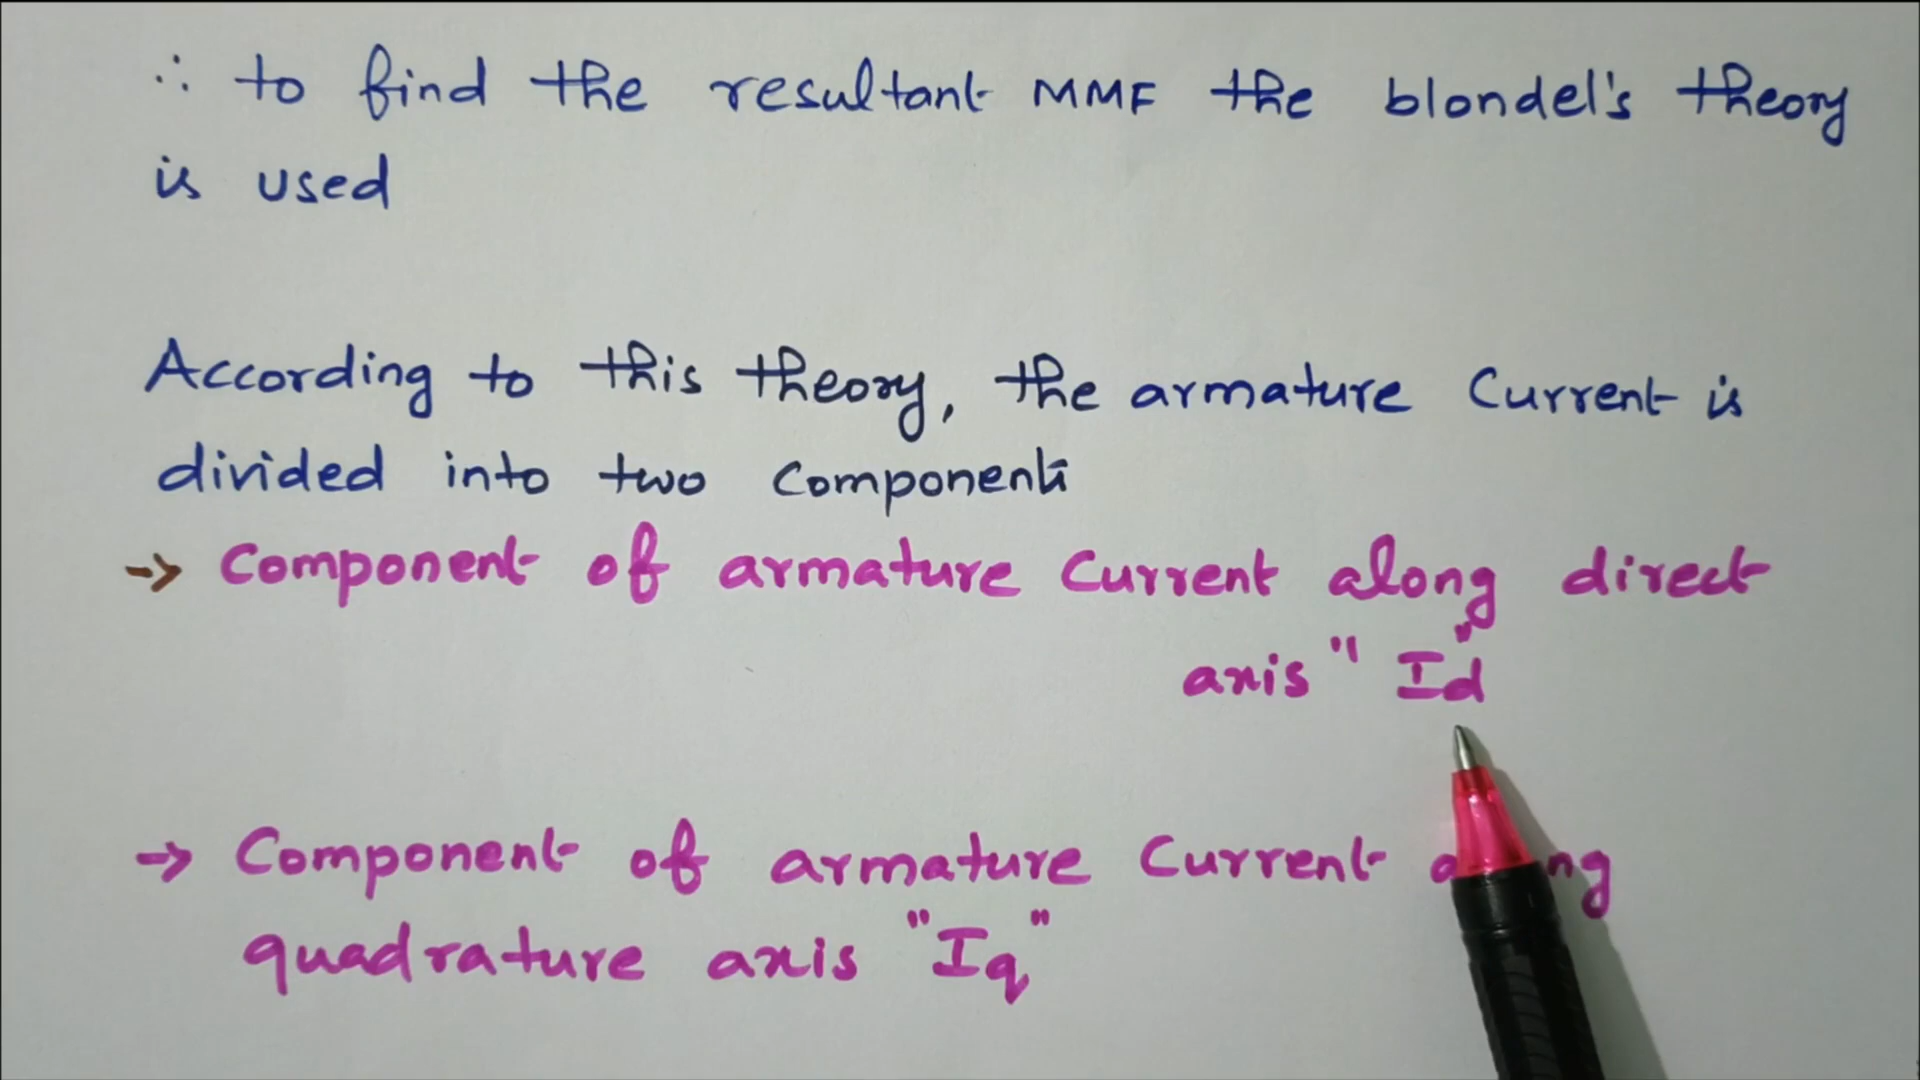 ∴ to find the resultant MMF the blondel's theory
is used
According to this theory, the armature Current is
divided into two Components
-> Component of armature Current along direct
axis "Id"
-> Component of armature Current along
quadrature axis "Iq"